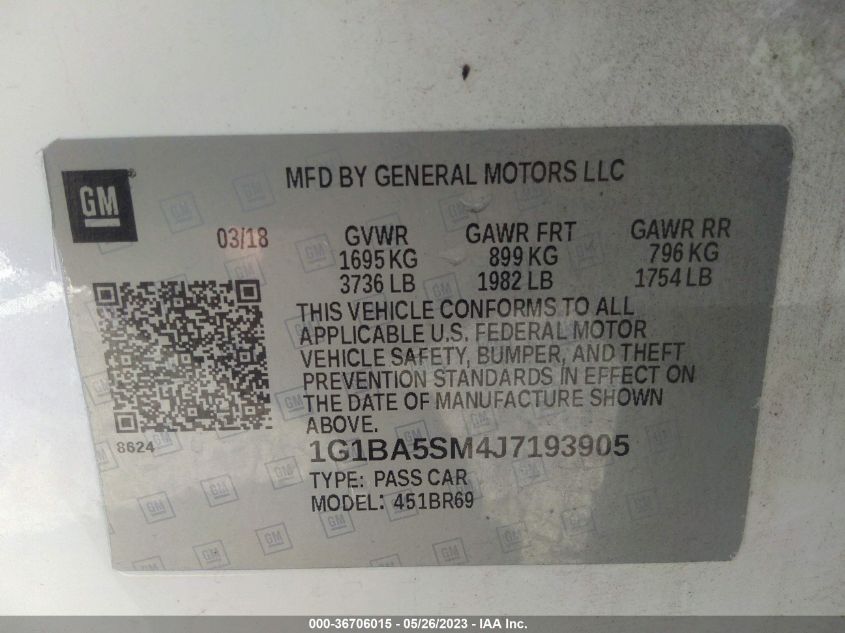 GM
MFD BY GENERAL MOTORS LLC
03/18 GVWR GAWR FRT GAWR RR
1695 KG 899 KG 796 KG
3736 LB 1982 LB 1754 LB
THIS VEHICLE CONFORMS TO ALL
APPLICABLE U.S. FEDERAL MOTOR
VEHICLE SAFETY, BUMPER, AND THEFT
PREVENTION STANDARDS IN EFFECT ON
THE DATE OF MANUFACTURE SHOWN
ABOVE.
8624
1G1BA5SM4J7193905
TYPE: PASS CAR
MODEL: 451BR69
000-36706015 - 05/26/2023 - IAA Inc.